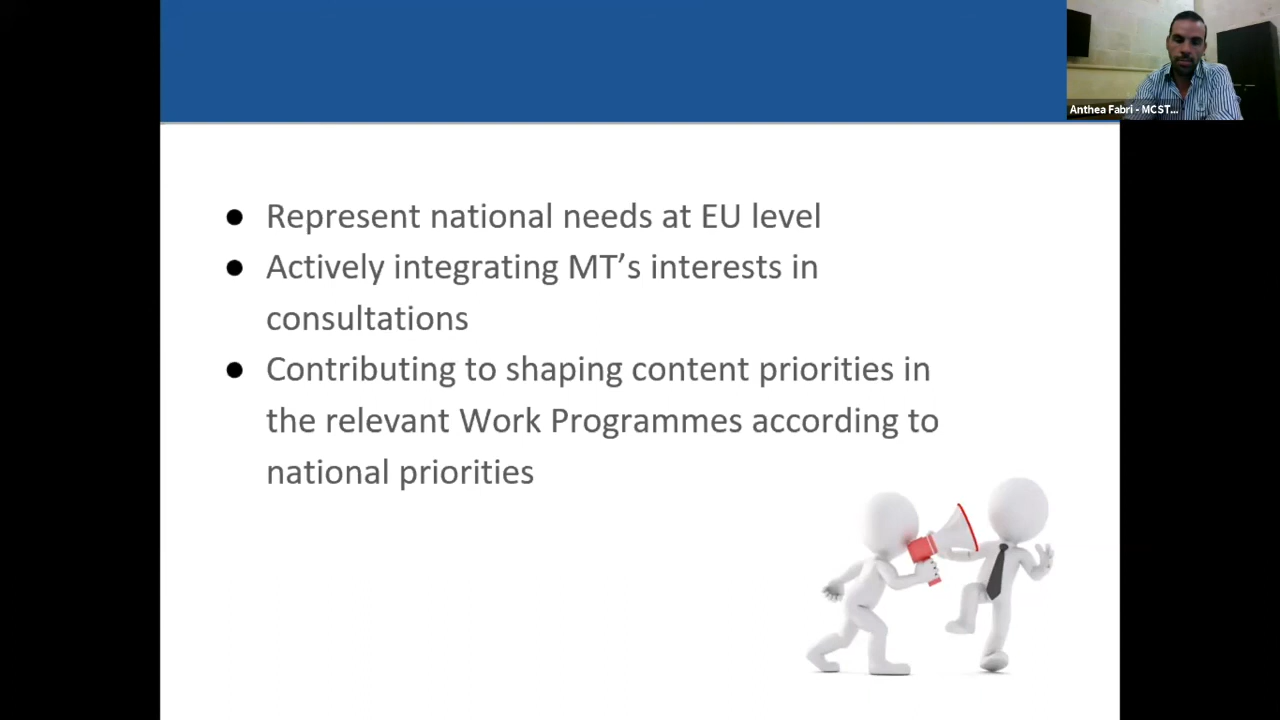 Anthea Fabri - MCST...
● Represent national needs at EU level
● Actively integrating MT’s interests in
consultations
● Contributing to shaping content priorities in
the relevant Work Programmes according to
national priorities